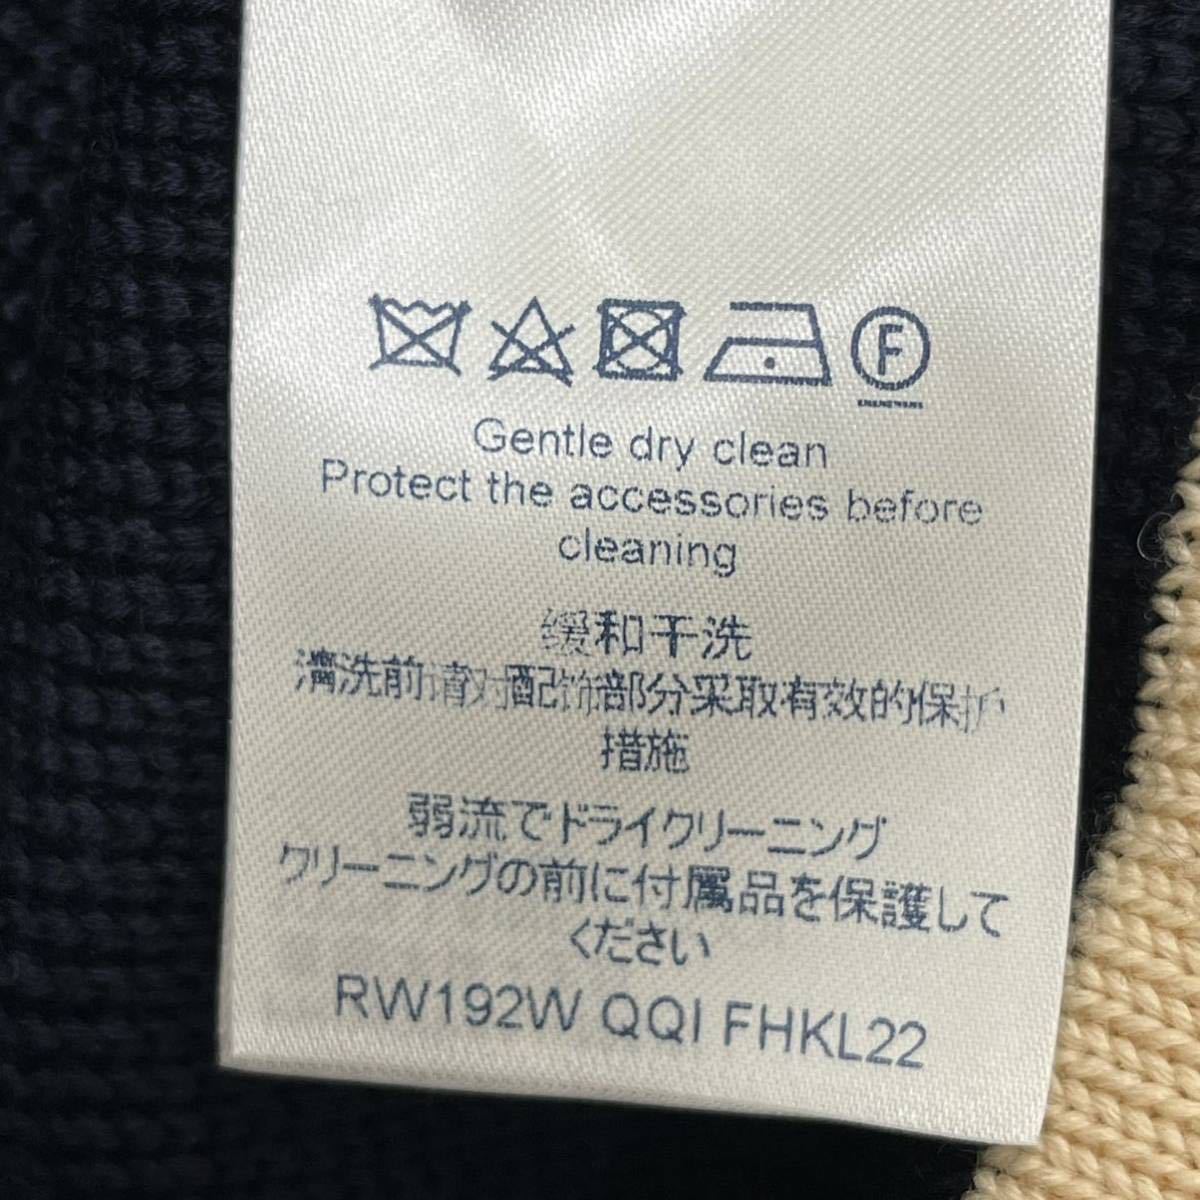 F
Gentle dry clean
Protect the accessories before
cleaning
缓和干洗
清洗前请对配饰部分采取有效的保护
措施
弱流でドライクリーニング
クリーニングの前に付属品を保護して
ください
RW192W QQI FHKL22